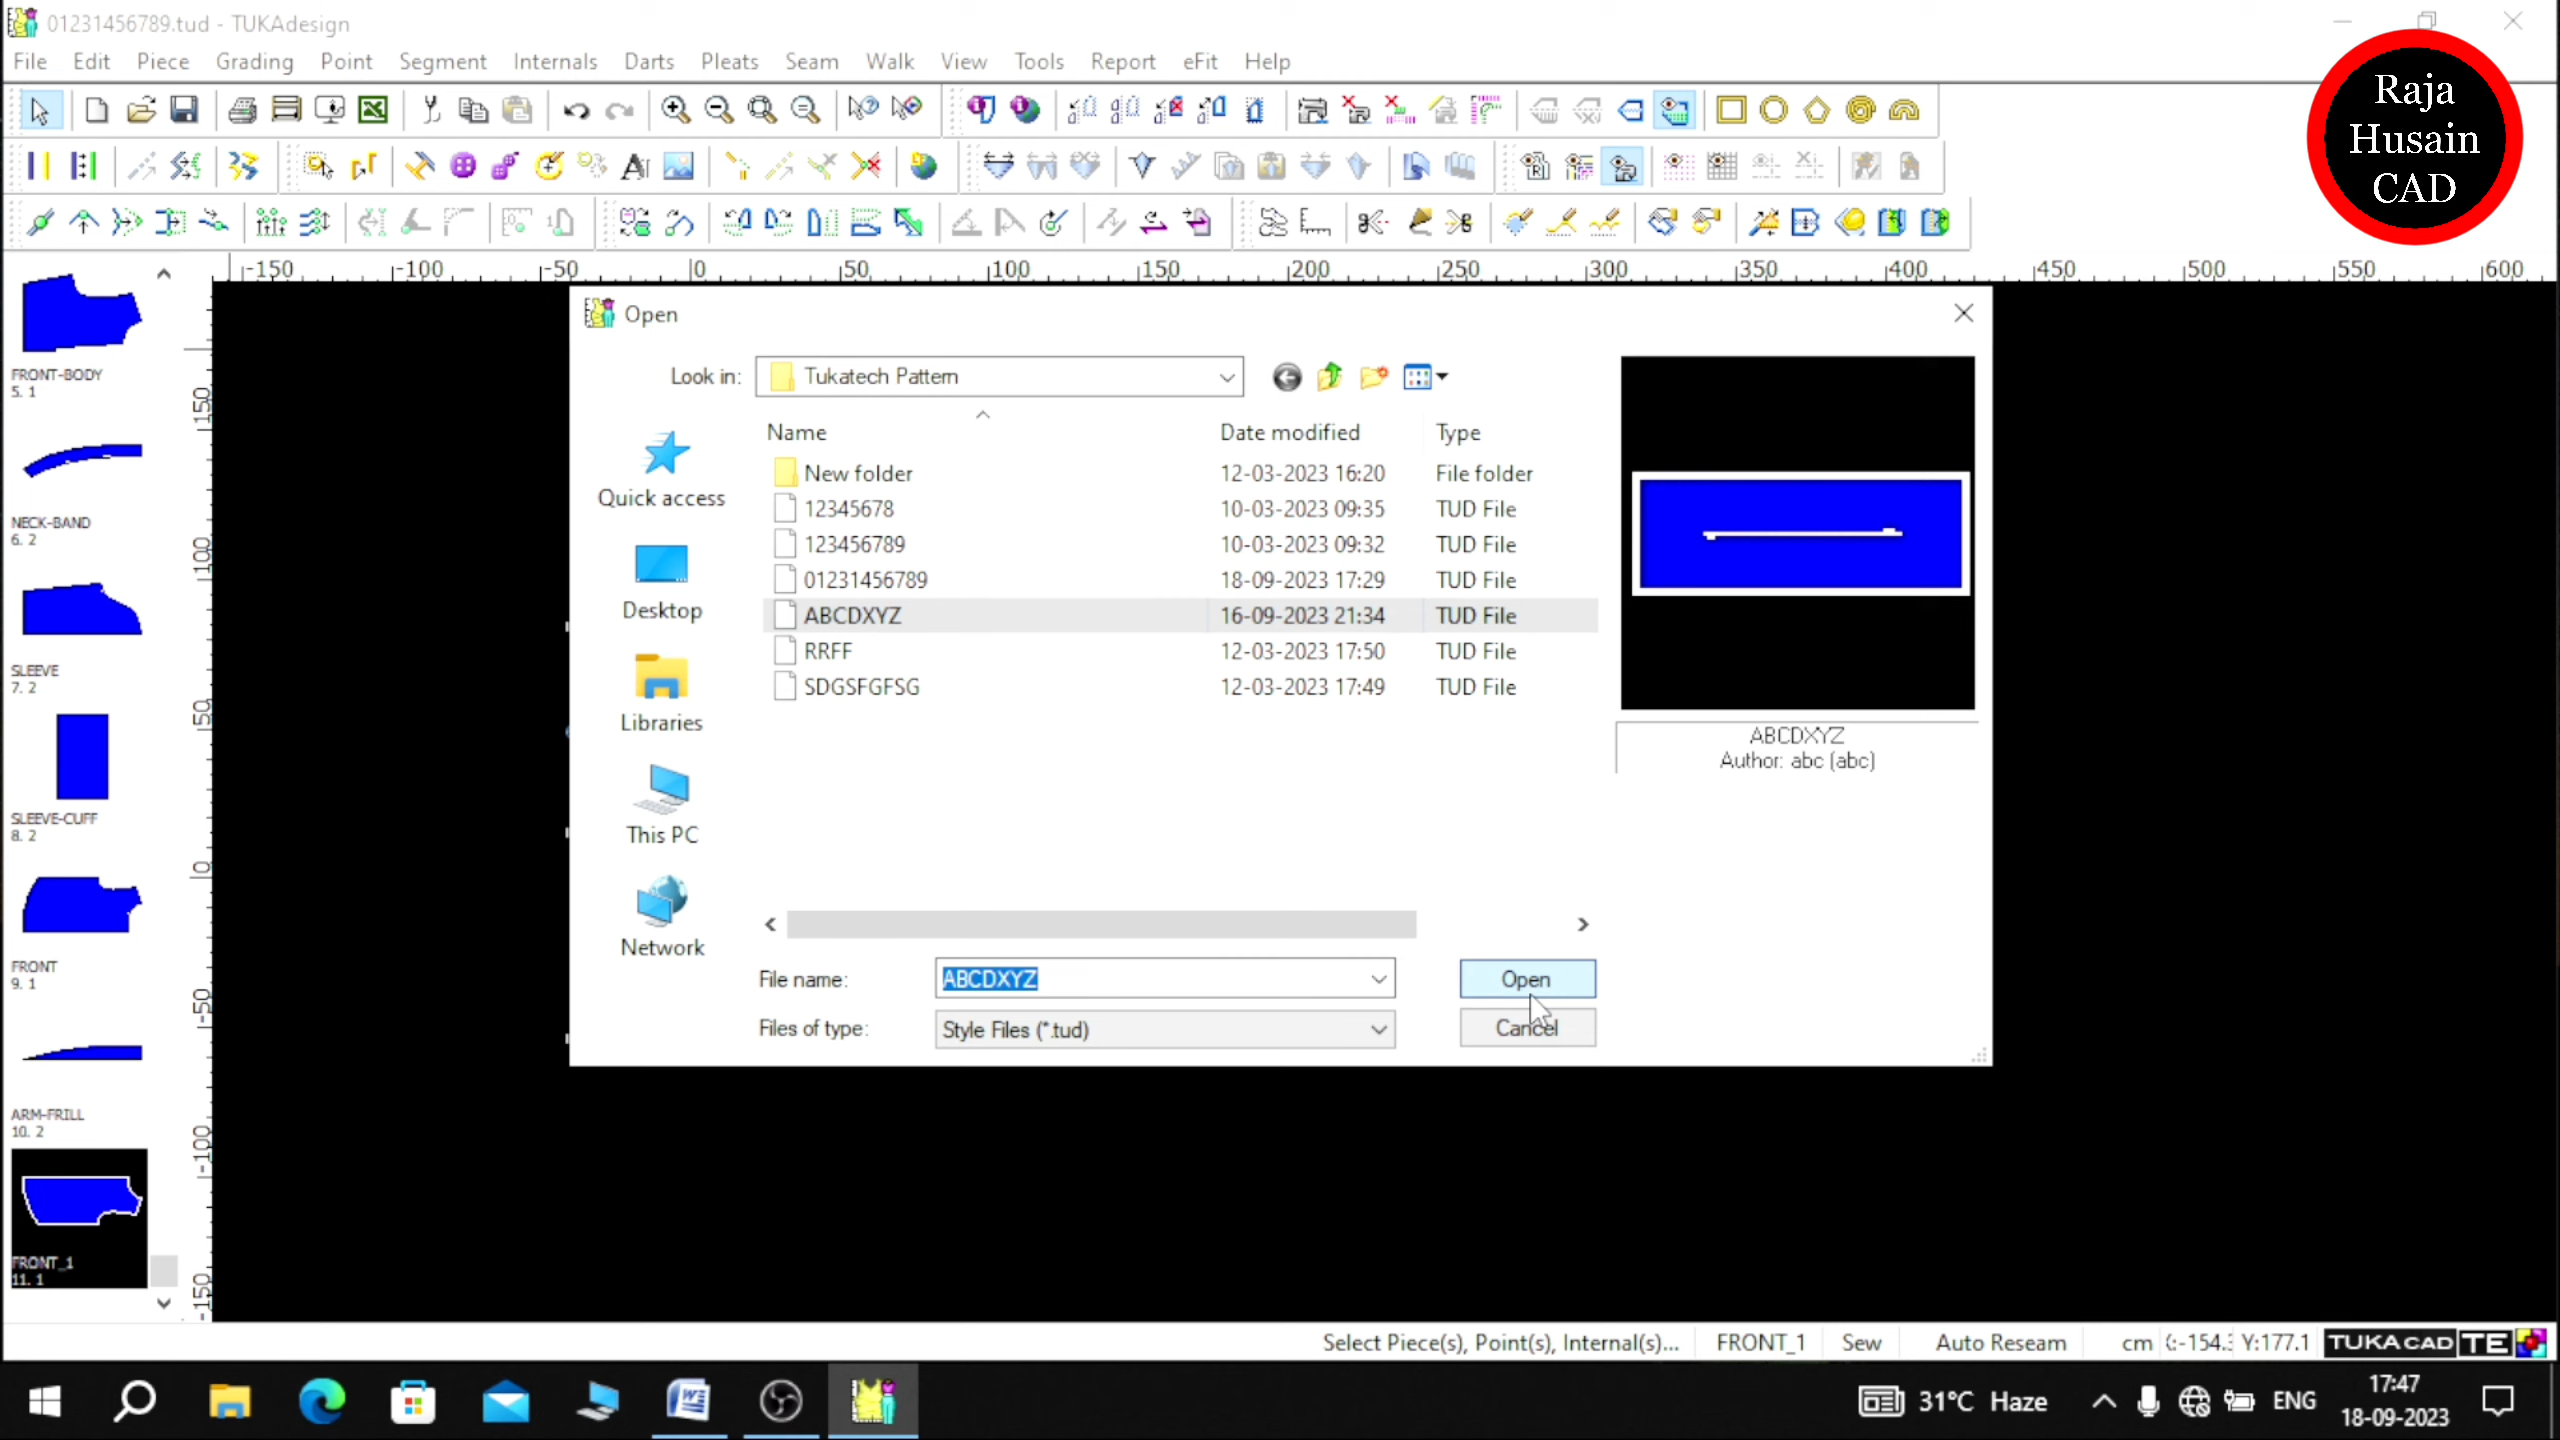 01231456789.tud - TUKAdesign
File Edit Piece Grading Point Segment Internals Darts Pleats Seam Walk View Tools Report eFit Help
Raja
Husain
CAD
-150 -100 -50 0 50 100 150 200 250 300 350 400 450 500 550 600
150
100
50
0
-50
-100
-150
FRONT-BODY
5. 1
NECK-BAND
6. 2
SLEEVE
7. 2
SLEEVE-CUFF
8. 2
FRONT
9. 1
ARM-FRILL
10. 2
FRONT_1
11. 1
Open
Look in: Tukatech Pattern
Quick access
Desktop
Libraries
This PC
Network
Name Date modified Type
New folder 12-03-2023 16:20 File folder
12345678 10-03-2023 09:35 TUD File
123456789 10-03-2023 09:32 TUD File
01231456789 18-09-2023 17:29 TUD File
ABCDXYZ 16-09-2023 21:34 TUD File
RRFF 12-03-2023 17:50 TUD File
SDGSFGFSG 12-03-2023 17:49 TUD File
ABCDXYZ
Author: abc (abc)
File name: ABCDXYZ Open
Files of type: Style Files (*.tud) Cancel
Select Piece(s), Point(s), Internal(s)... FRONT_1 Sew Auto Reseam cm :-154. Y:177.1 TUKACAD TE
31°C Haze ENG 17:47
18-09-2023